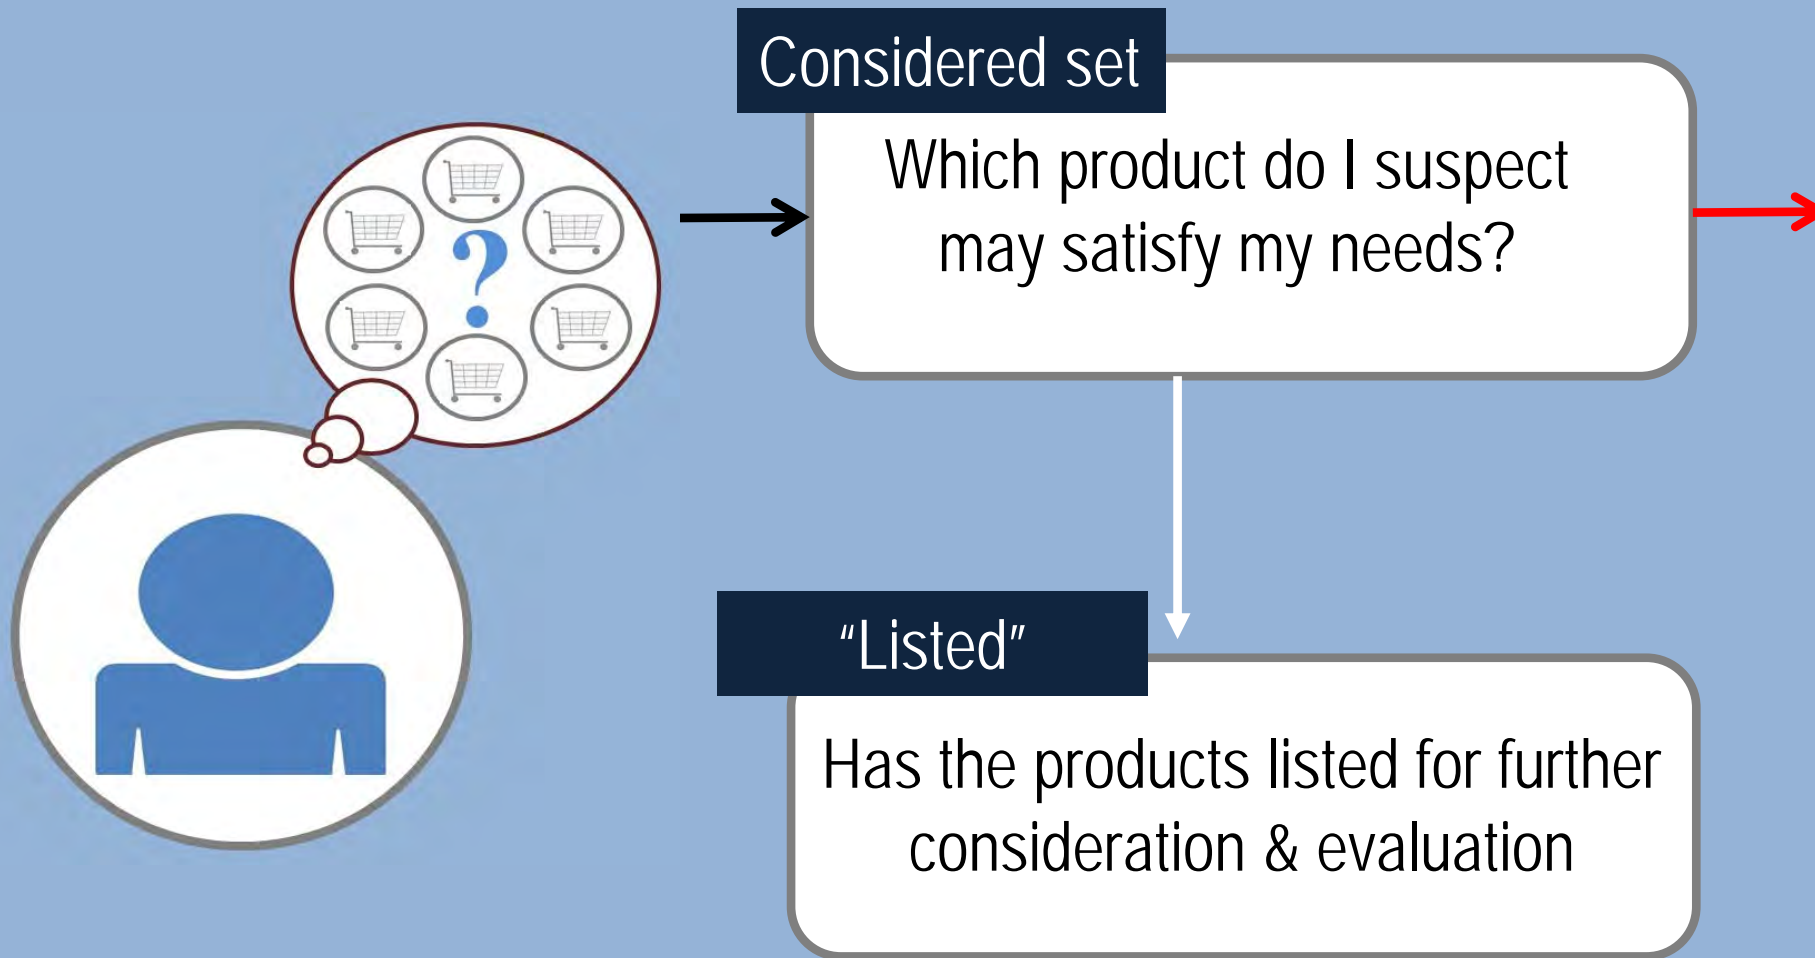 Considered set
Which product do I suspect
may satisfy my needs?
?
“Listed”
Has the products listed for further
consideration & evaluation